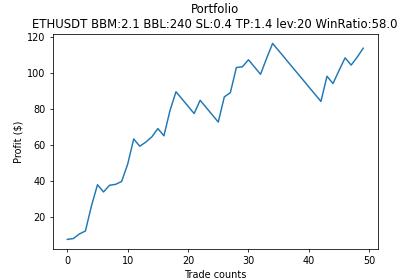 Portfolio
ETHUSDT BBM:2.1 BBL:240 SL:0.4 TP:1.4 lev:20 WinRatio:58.0
120
100
80
60
40
20
Profit ($)
0 10 20 30 40 50
Trade counts